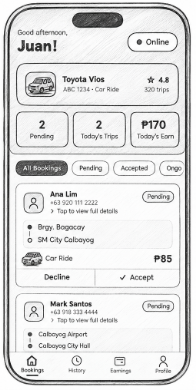 Good afternoon,
Juan!
Online
Toyota Vios
ABC 1234 • Car Ride
4.8
320 trips
2
Pending
2
Today's Trips
₱170
Today's Earn
All Bookings
Pending
Accepted
Ongo
Ana Lim
+63 920 111 2222
> Tap to view full details
Pending
Brgy. Bagacay
SM City Calbayog
Car Ride
₱85
Decline
✓ Accept
Mark Santos
+63 918 333 4444
> Tap to view full details
Pending
Calbayog Airport
Calbayog City Hall
Bookings
History
Earnings
Profile